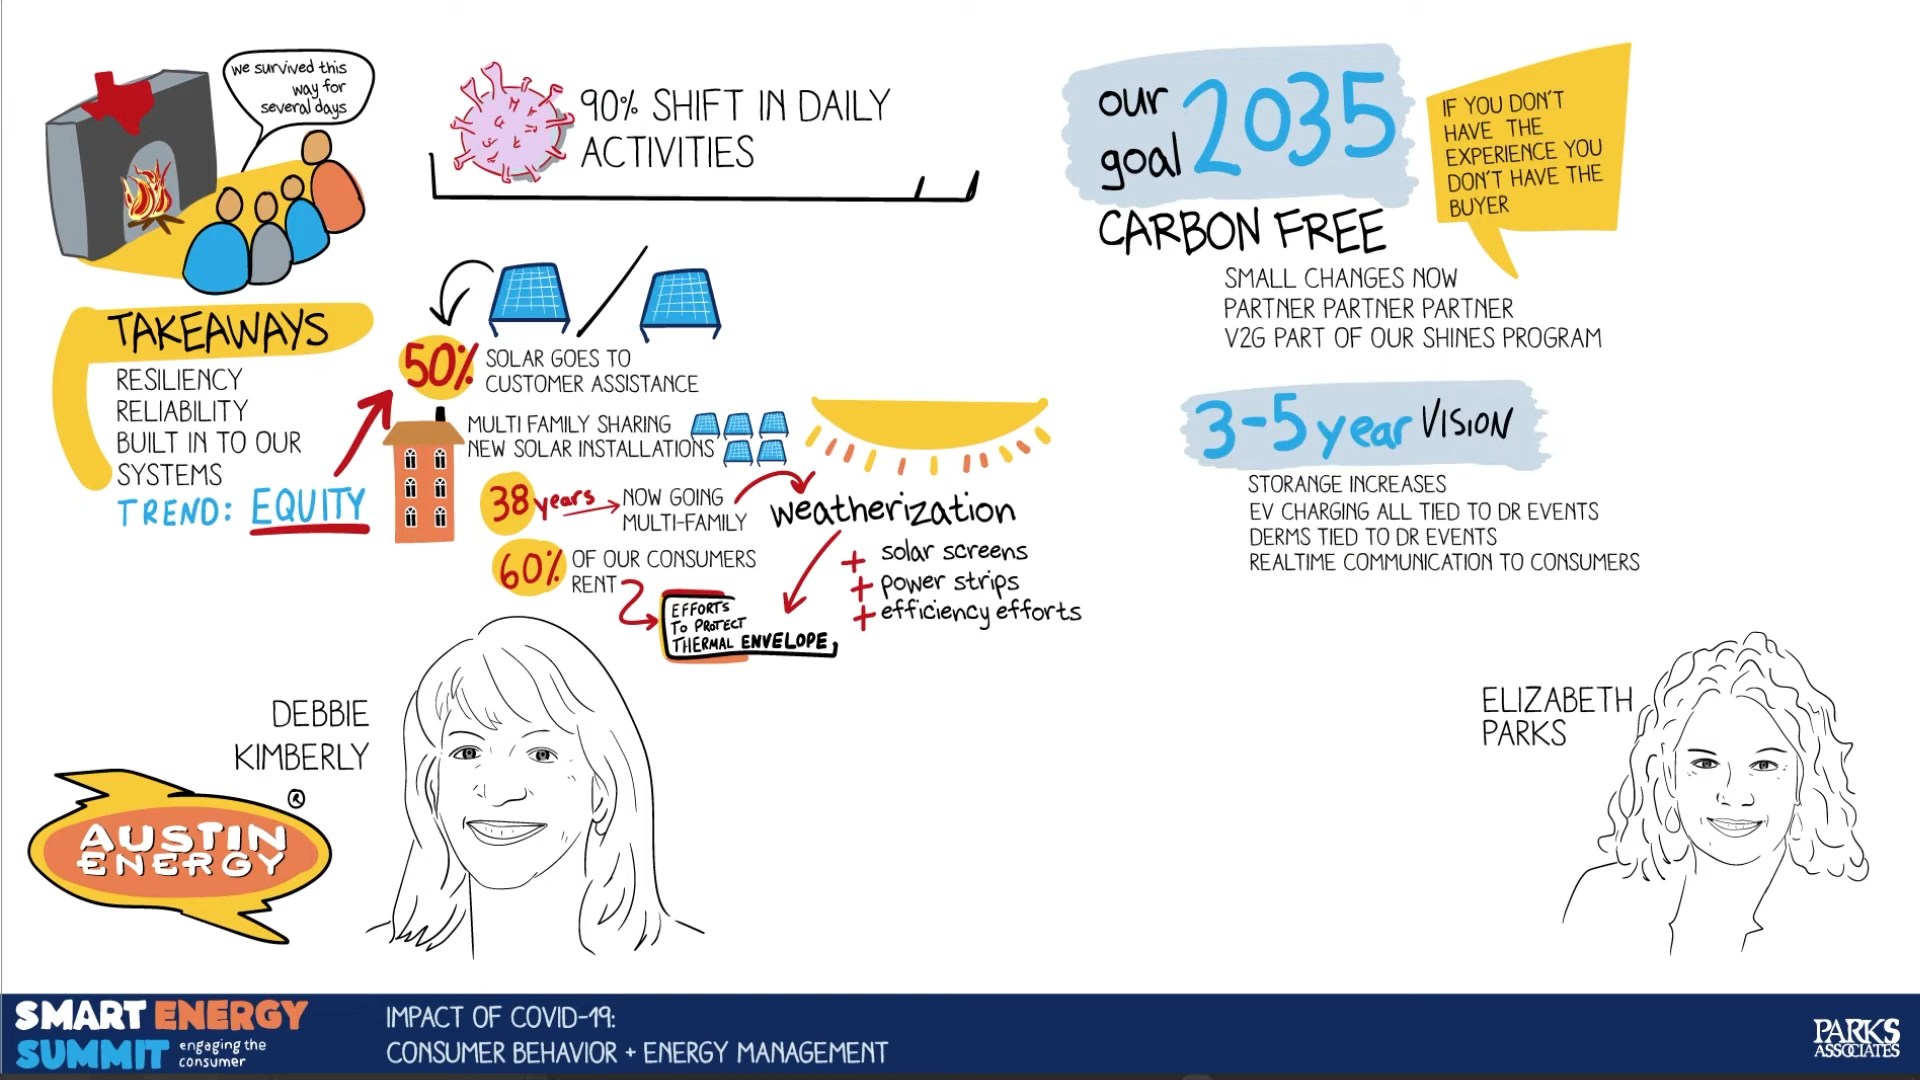 we survived this
way for
several days
90% SHIFT IN DAILY
ACTIVITIES
our
goal
2035
CARBON FREE
SMALL CHANGES NOW
PARTNER PARTNER PARTNER
V2G PART OF OUR SHINES PROGRAM
IF YOU DON'T
HAVE THE
EXPERIENCE YOU
DON'T HAVE THE
BUYER
TAKEAWAYS
RESILIENCY
RELIABILITY
BUILT IN TO OUR
SYSTEMS
TREND: EQUITY
50%
SOLAR GOES TO
CUSTOMER ASSISTANCE
MULTI FAMILY SHARING
NEW SOLAR INSTALLATIONS
38 years
NOW GOING
MULTI-FAMILY
60%
OF OUR CONSUMERS
RENT
EFFORTS
TO PROTECT
THERMAL ENVELOPE
weatherization
+ solar screens
+ power strips
+ efficiency efforts
3-5 year VISION
STORANGE INCREASES
EV CHARGING ALL TIED TO DR EVENTS
DERMS TIED TO DR EVENTS
REALTIME COMMUNICATION TO CONSUMERS
DEBBIE
KIMBERLY
AUSTIN
ENERGY
®
ELIZABETH
PARKS
SMART ENERGY
SUMMIT
engaging the
consumer
IMPACT OF COVID-19:
CONSUMER BEHAVIOR + ENERGY MANAGEMENT
PARKS
ASSOCIATES